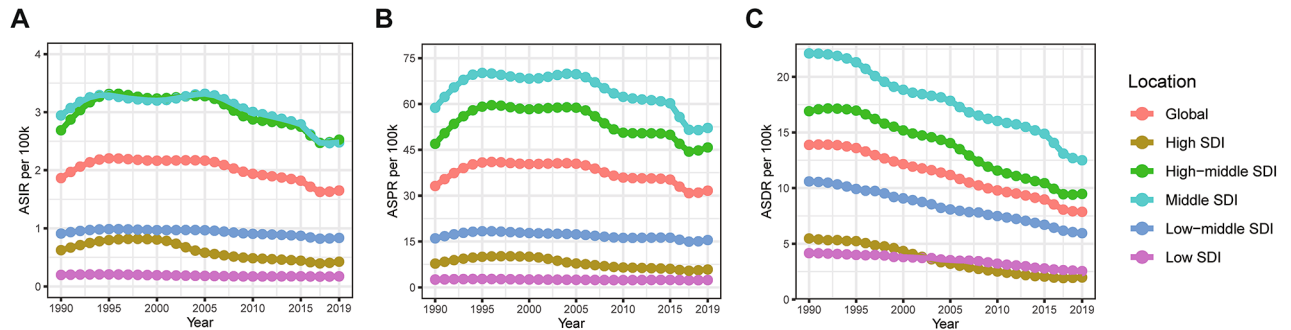 A
ASIR per 100k
4
3
2
1
0
1990
1995
2000
2005
2010
2015
2019
Year
B
ASPR per 100k
75
60
45
30
15
0
1990
1995
2000
2005
2010
2015
2019
Year
C
ASDR per 100k
20
15
10
5
0
1990
1995
2000
2005
2010
2015
2019
Year
Location
Global
High SDI
High−middle SDI
Middle SDI
Low−middle SDI
Low SDI